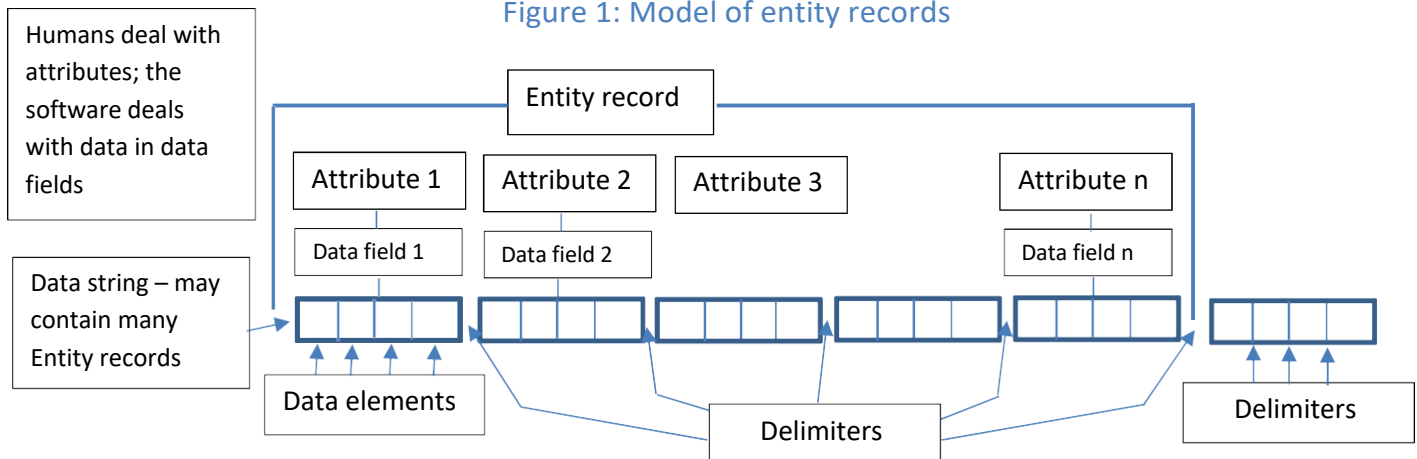 Figure 1: Model of entity records
Humans deal with
attributes; the
software deals
with data in data
fields
Entity record
Attribute 1
Attribute 2
Attribute 3
Attribute n
Data field 1
Data field 2
Data field n
Data string – may
contain many
Entity records
Data elements
Delimiters
Delimiters